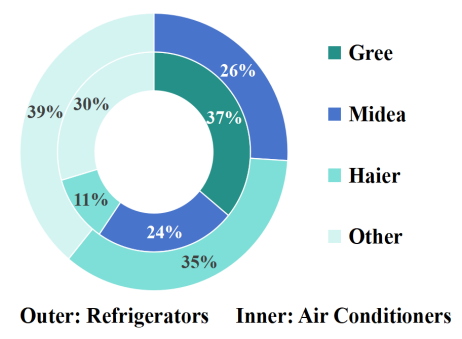 26%
39%
30%
37%
11%
24%
35%
Gree
Midea
Haier
Other
Outer: Refrigerators Inner: Air Conditioners